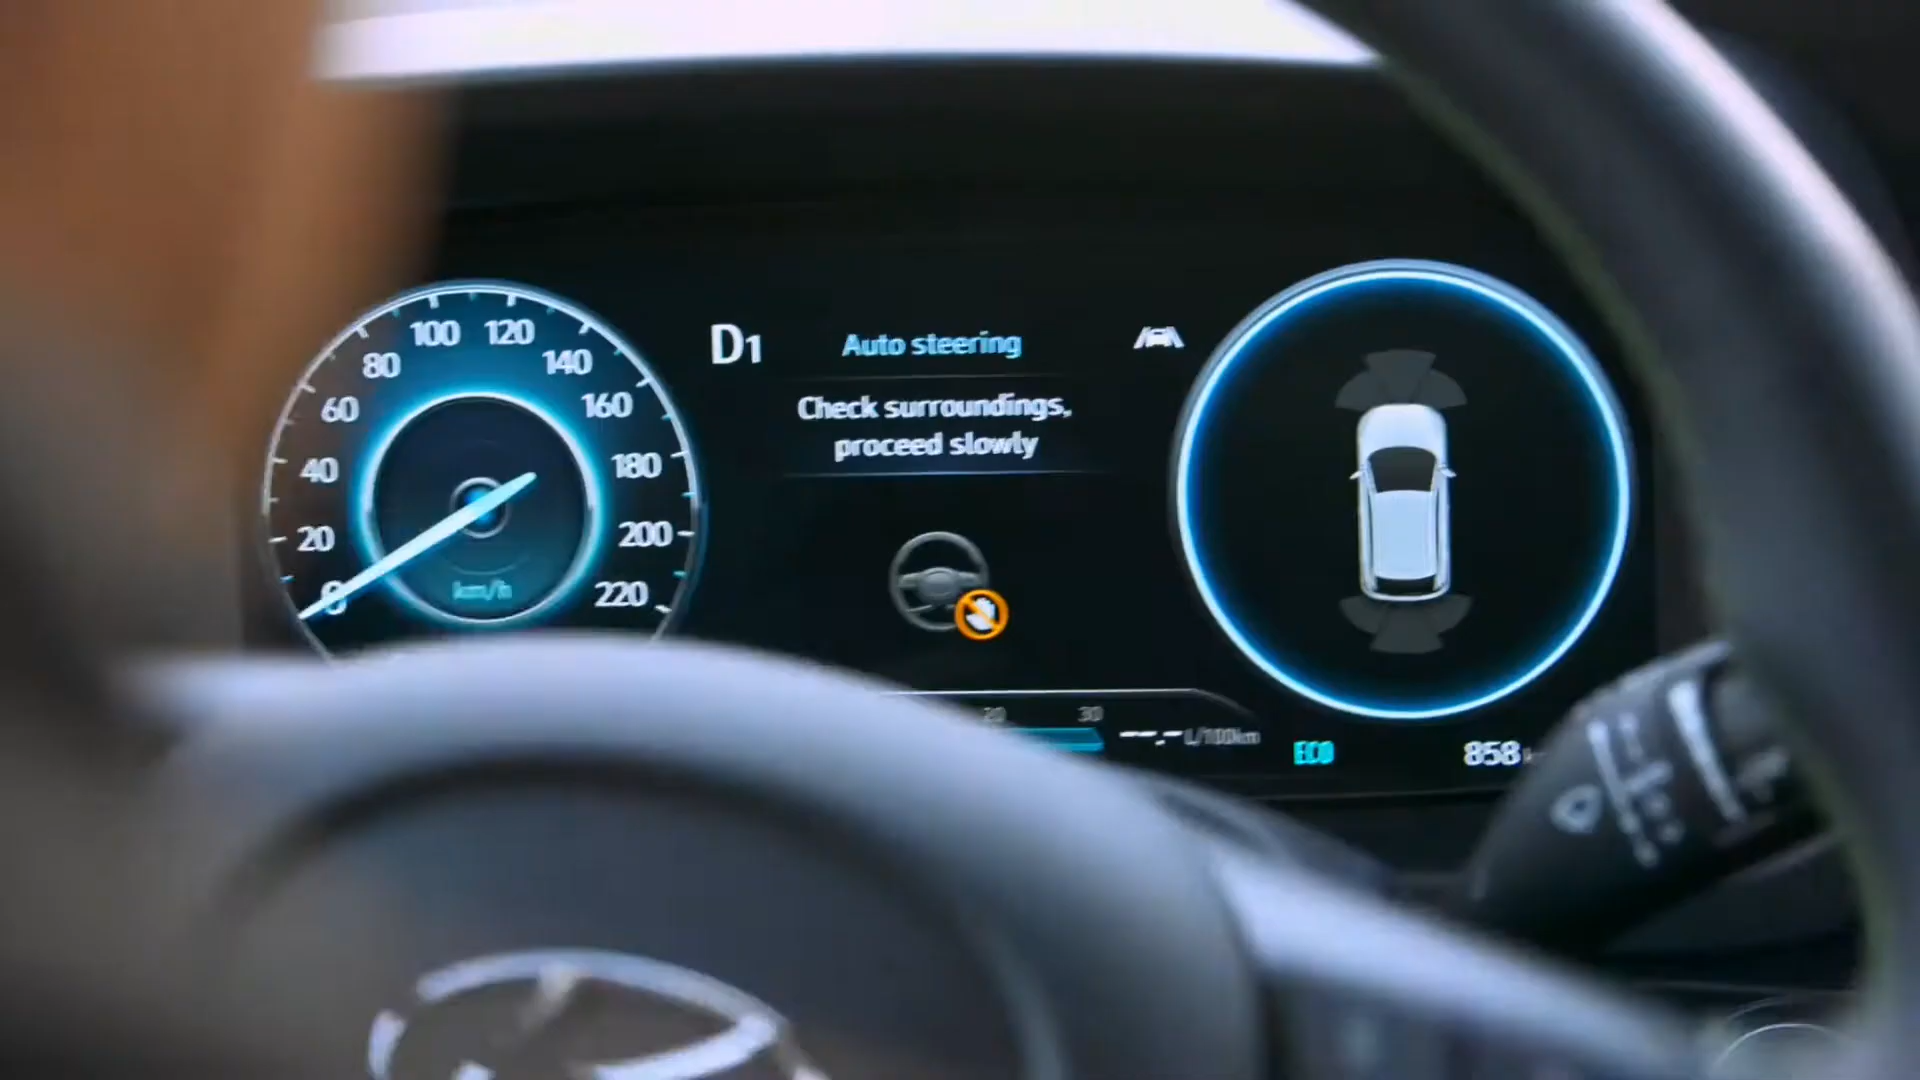 100 120
80 140
60 160
40 180
20 200
0 220
km/h
D1
Auto steering
Check surroundings,
proceed slowly
20 30
--.- L/100km
ECO
858